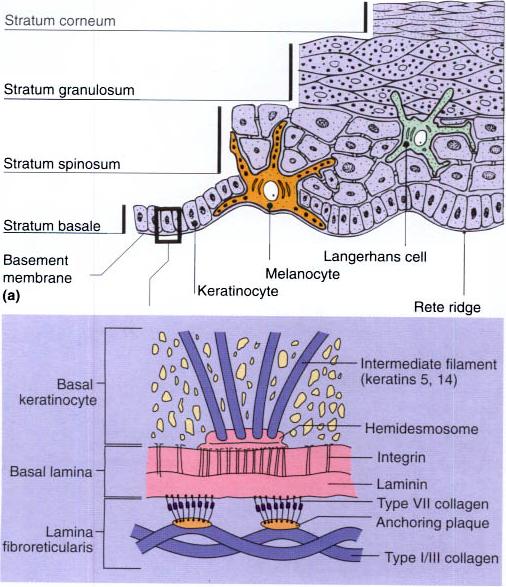 Stratum corneum
Stratum granulosum
Stratum spinosum
Stratum basale
Basement
membrane
(a)
Keratinocyte
Melanocyte
Langerhans cell
Rete ridge
Basal
keratinocyte
Basal lamina
Lamina
fibroreticularis
Intermediate filament
(keratins 5, 14)
Hemidesmosome
Integrin
Laminin
Type VII collagen
Anchoring plaque
Type I/III collagen